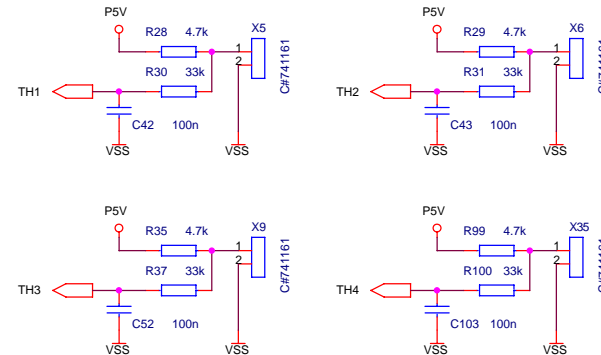 P5V
R28 4.7k
X5
1
2
R30 33k
C#741161
TH1
C42 100n
VSS
VSS
P5V
R29 4.7k
X6
1
2
R31 33k
C#741161
TH2
C43 100n
VSS
VSS
P5V
R35 4.7k
X9
1
2
R37 33k
C#741161
TH3
C52 100n
VSS
VSS
P5V
R99 4.7k
X35
1
2
R100 33k
C#741161
TH4
C103 100n
VSS
VSS